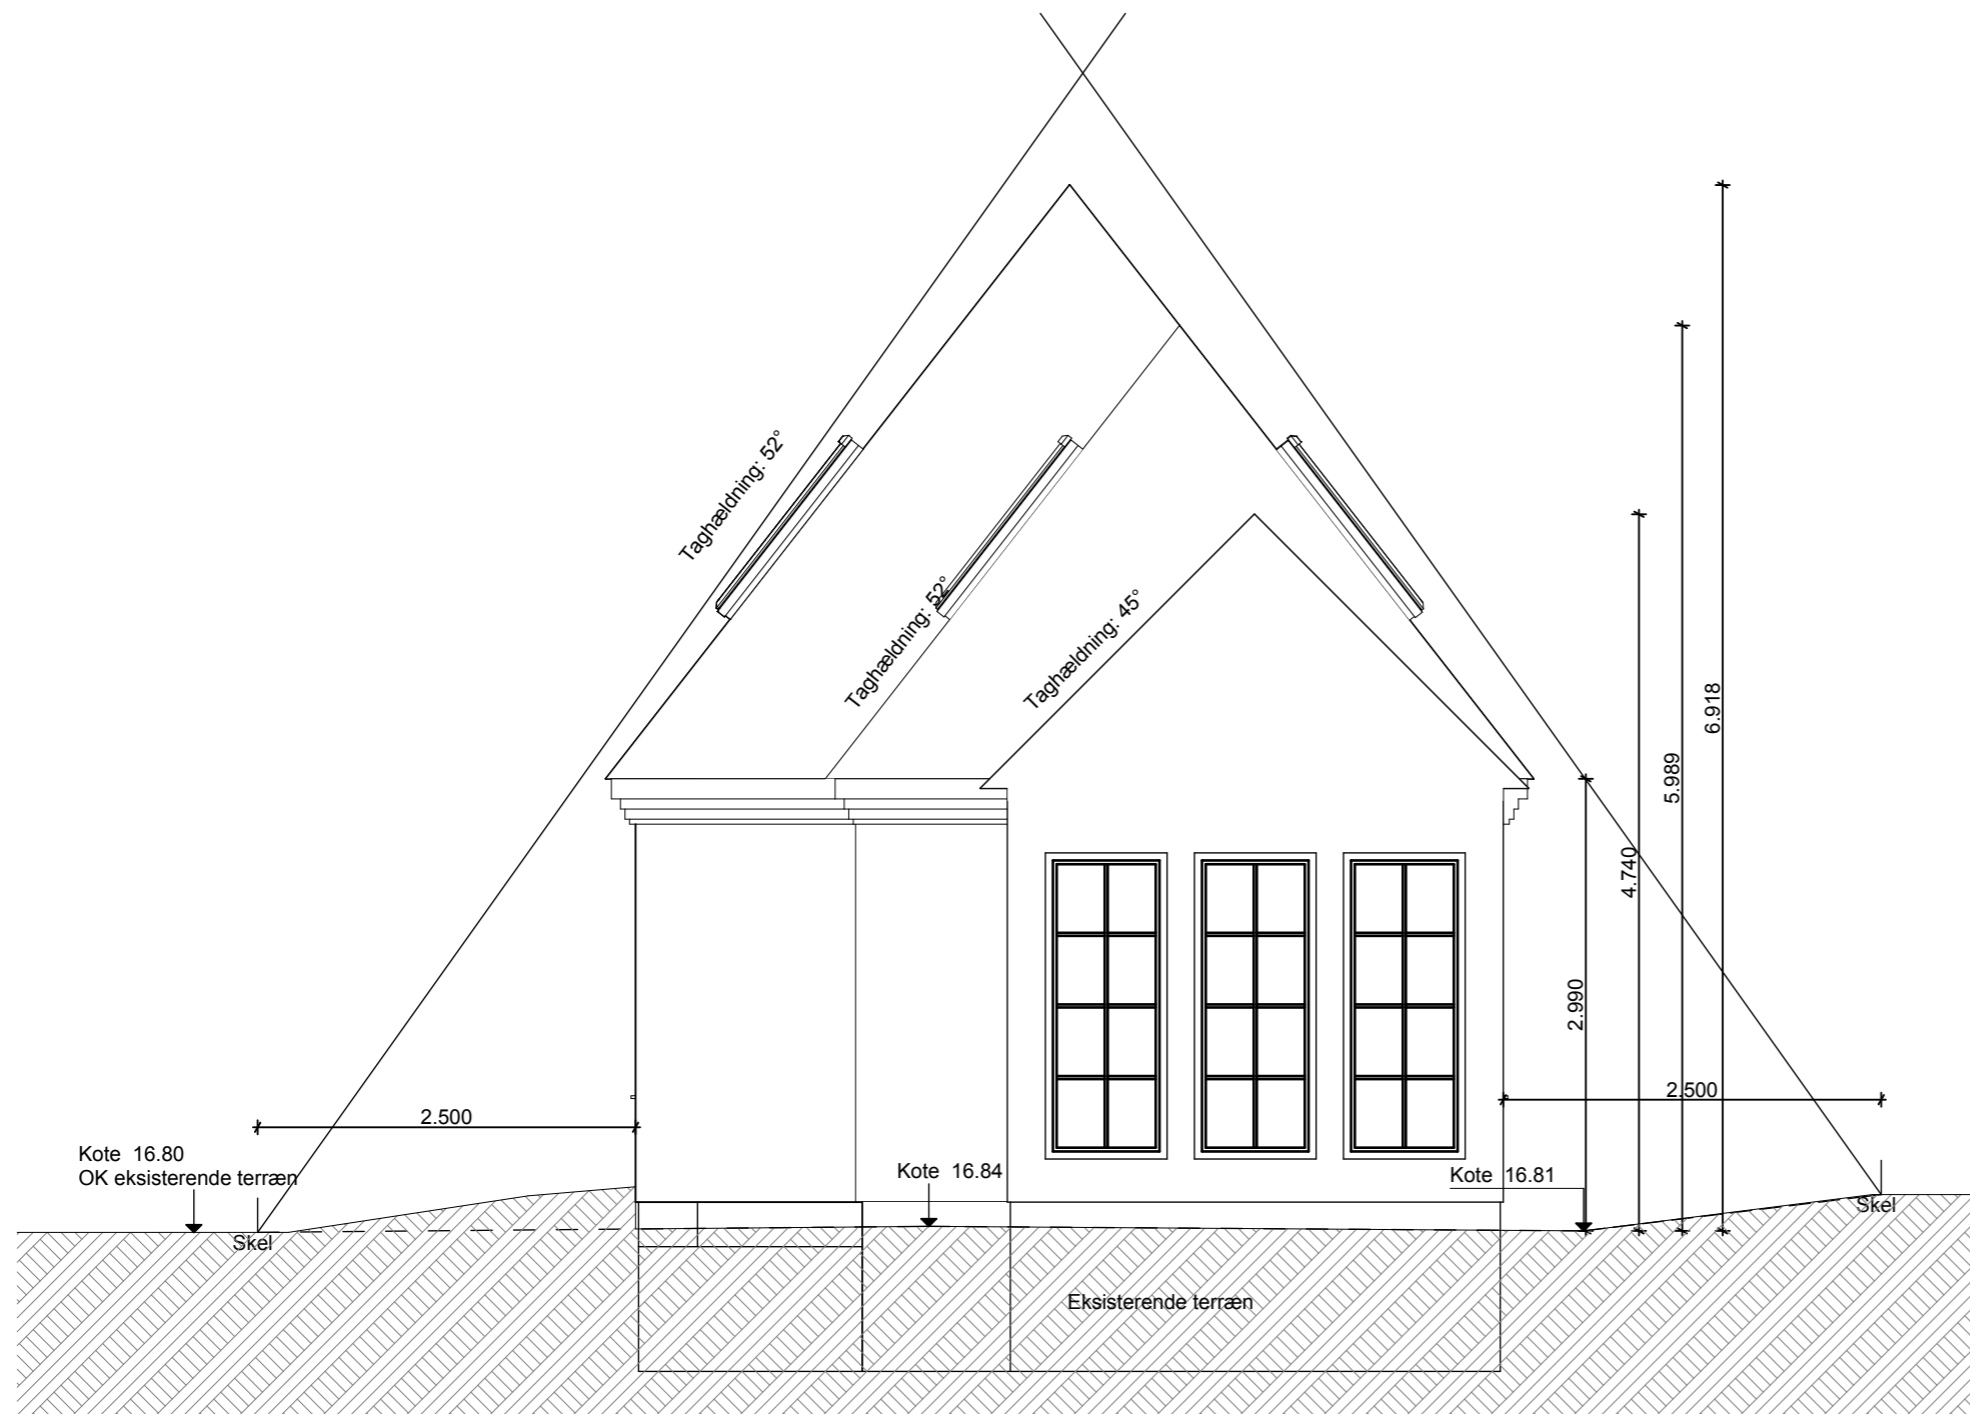 Taghældning: 52°
Taghældning: 52°
Taghældning: 45°
6.918
5.989
4.740
2.990
2.500
2.500
Kote 16.80
OK eksisterende terræn
Kote 16.84
Kote 16.81
Skel
Skel
Eksisterende terræn